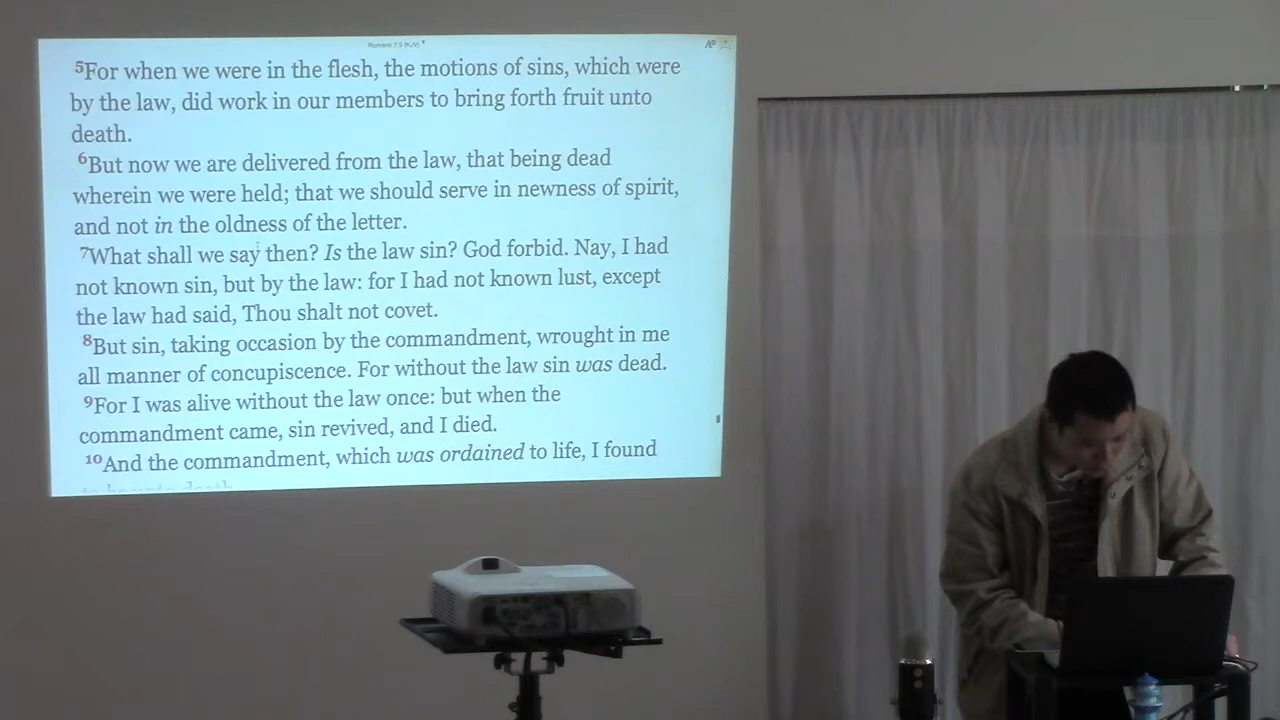 Romans 7:5 (KJV)
5For when we were in the flesh, the motions of sins, which were
by the law, did work in our members to bring forth fruit unto
death.
6But now we are delivered from the law, that being dead
wherein we were held; that we should serve in newness of spirit,
and not in the oldness of the letter.
7What shall we say then? Is the law sin? God forbid. Nay, I had
not known sin, but by the law: for I had not known lust, except
the law had said, Thou shalt not covet.
8But sin, taking occasion by the commandment, wrought in me
all manner of concupiscence. For without the law sin was dead.
9For I was alive without the law once: but when the
commandment came, sin revived, and I died.
10And the commandment, which was ordained to life, I found